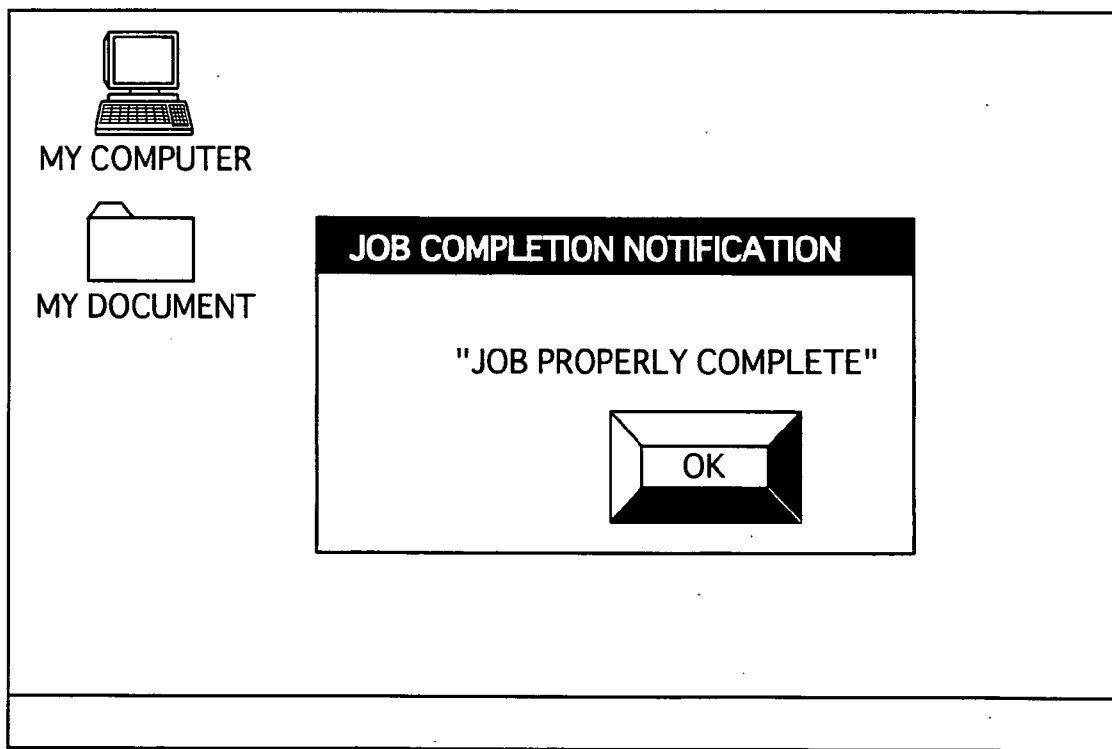 MY COMPUTER
MY DOCUMENT
JOB COMPLETION NOTIFICATION
"JOB PROPERLY COMPLETE"
OK